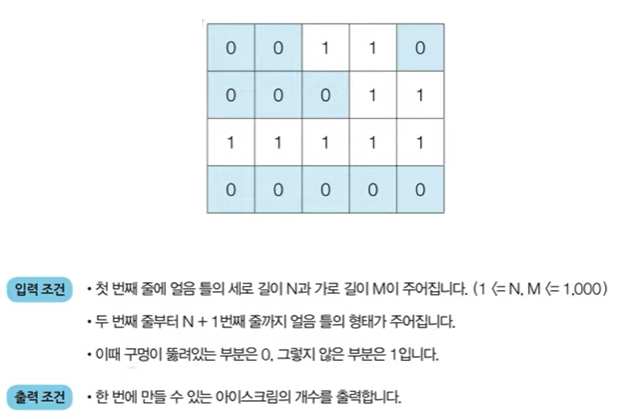 0 0 1 1 0
0 0 0 1 1
1 1 1 1 1
0 0 0 0 0
입력 조건 • 첫 번째 줄에 얼음 틀의 세로 길이 N과 가로 길이 M이 주어집니다. (1 <= N, M <= 1,000)
• 두 번째 줄부터 N + 1번째 줄까지 얼음 틀의 형태가 주어집니다.
• 이때 구멍이 뚫려있는 부분은 0, 그렇지 않은 부분은 1입니다.
출력 조건 • 한 번에 만들 수 있는 아이스크림의 개수를 출력합니다.